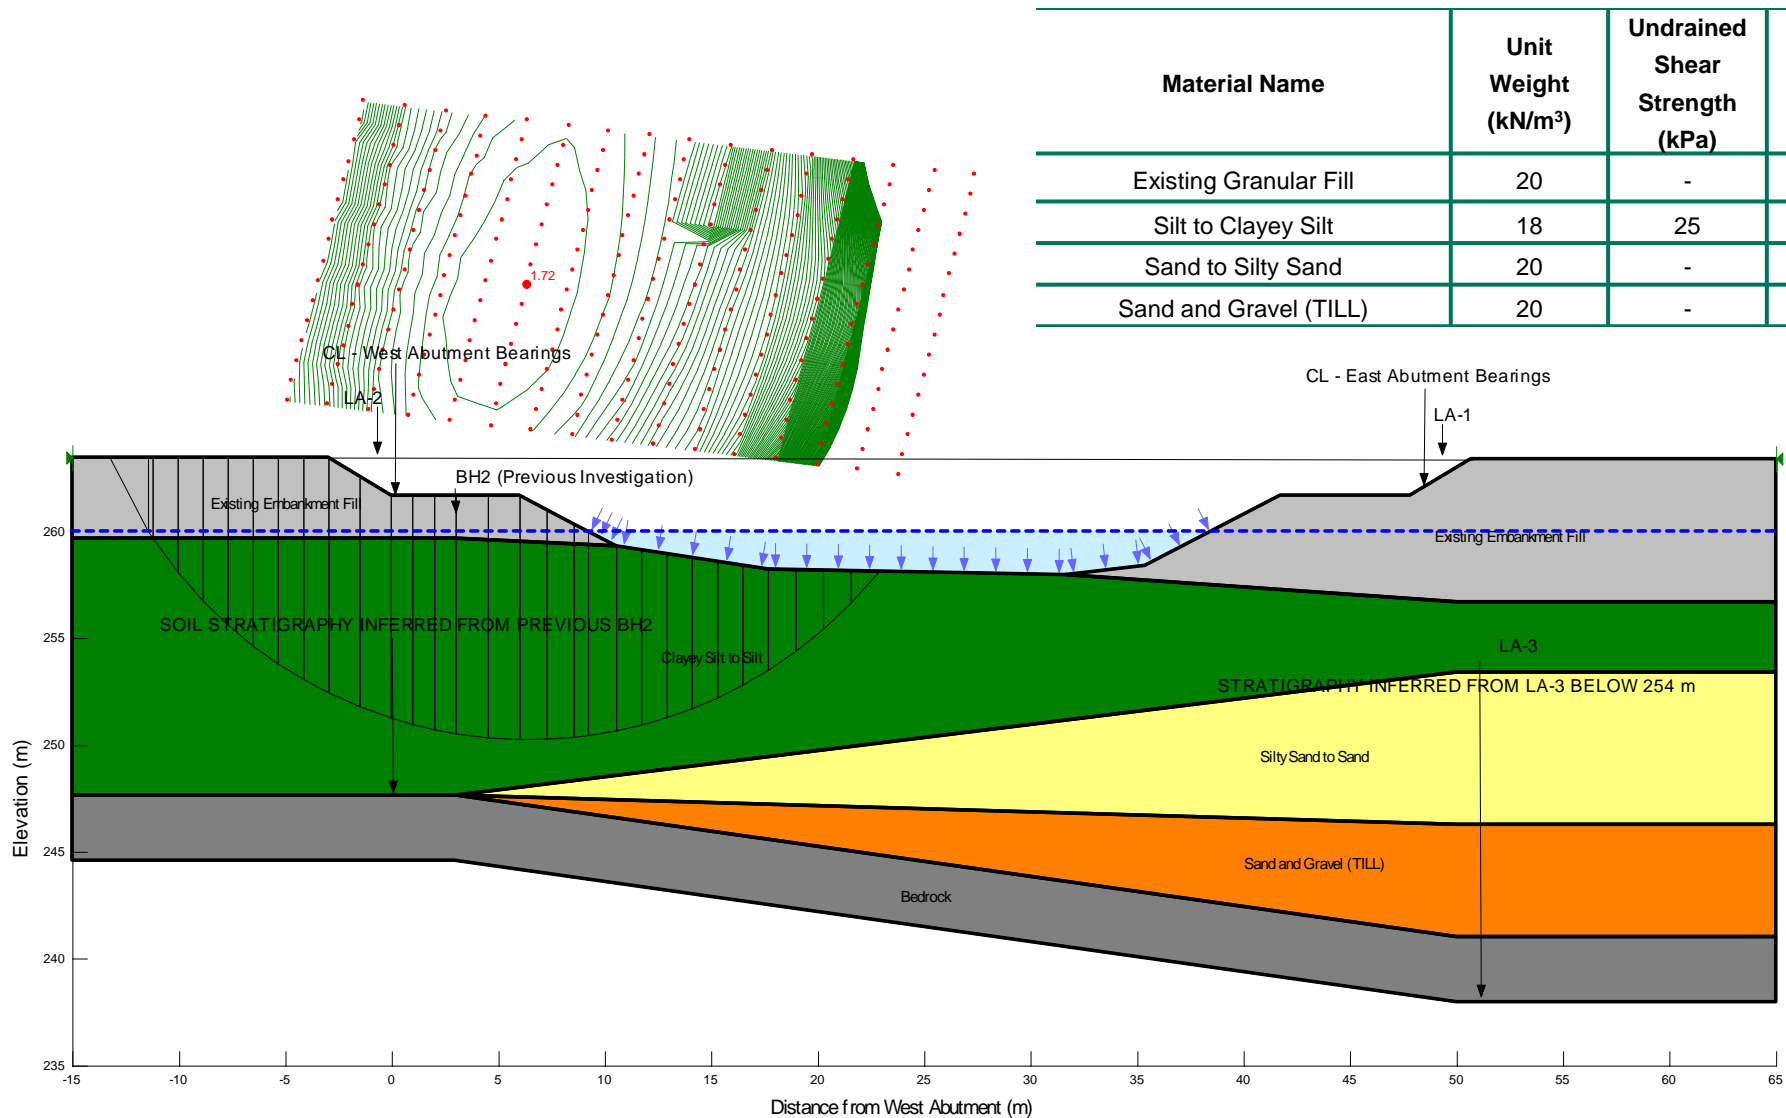 Material Name
Unit
Weight
(kN/m³)
Undrained
Shear
Strength
(kPa)
Existing Granular Fill 20 -
Silt to Clayey Silt 18 25
Sand to Silty Sand 20 -
Sand and Gravel (TILL) 20 -
1.72
CL - West Abutment Bearings
LA-2
CL - East Abutment Bearings
LA-1
BH2 (Previous Investigation)
Existing Embankment Fill
Existing Embankment Fill
SOIL STRATIGRAPHY INFERRED FROM PREVIOUS BH2
Clayey Silt to Silt
LA-3
STRATIGRAPHY INFERRED FROM LA-3 BELOW 254 m
Silty Sand to Sand
Sand and Gravel (TILL)
Bedrock
Elevation (m)
260
255
250
245
240
235
-15 -10 -5 0 5 10 15 20 25 30 35 40 45 50 55 60 65
Distance from West Abutment (m)